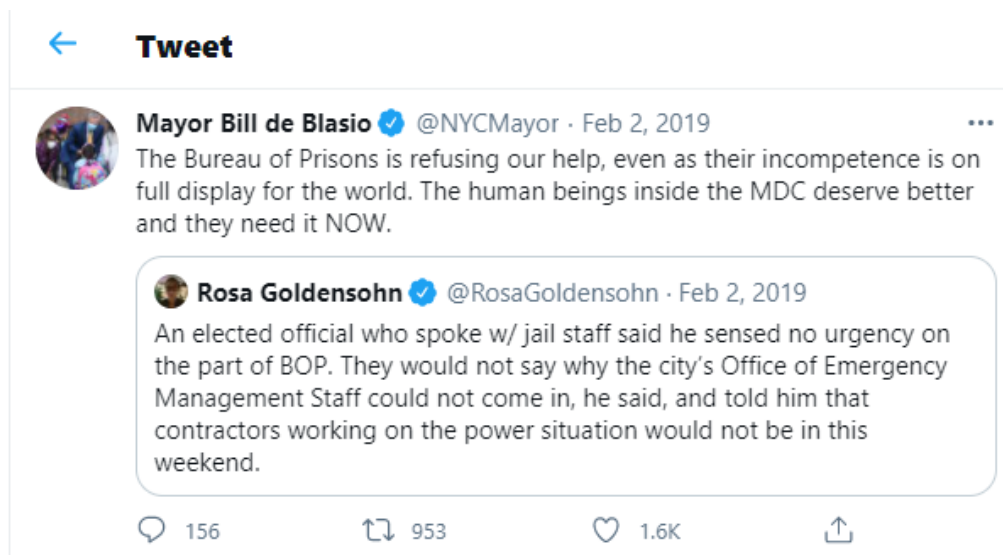 Tweet
Mayor Bill de Blasio @NYCMayor · Feb 2, 2019
The Bureau of Prisons is refusing our help, even as their incompetence is on
full display for the world. The human beings inside the MDC deserve better
and they need it NOW.
Rosa Goldensohn @RosaGoldensohn · Feb 2, 2019
An elected official who spoke w/ jail staff said he sensed no urgency on
the part of BOP. They would not say why the city's Office of Emergency
Management Staff could not come in, he said, and told him that
contractors working on the power situation would not be in this
weekend.
156 953 1.6K